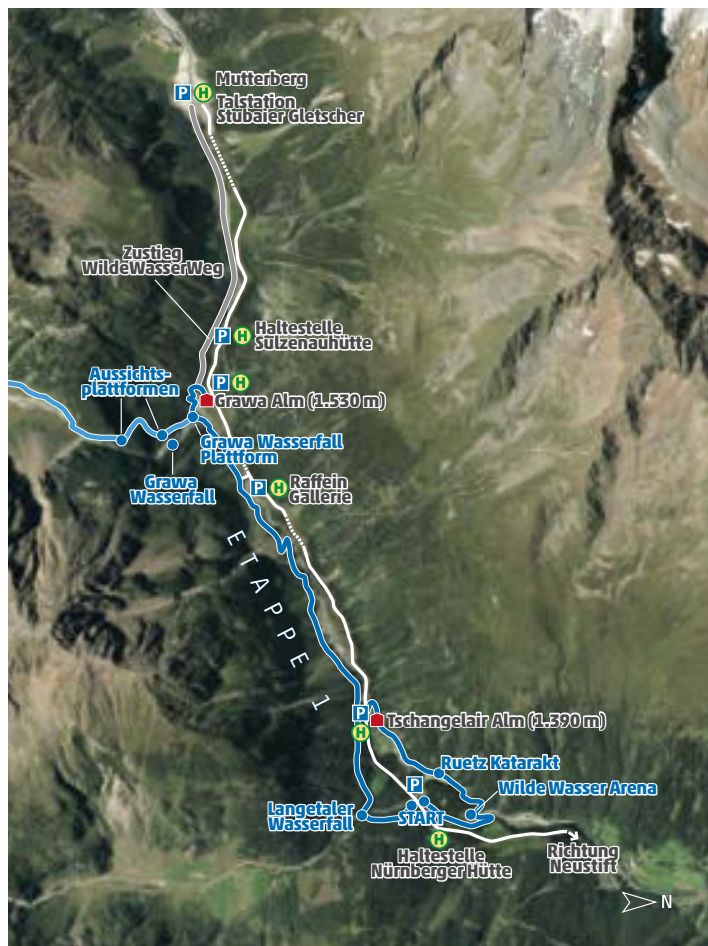 P H Mutterberg
Talstation
Stubaier Gletscher
Zustieg
WildeWasserWeg
P H Haltestelle
Sulzenauhütte
Aussichts-
plattformen
P H
Grawa Alm (1.530 m)
Grawa Wasserfall
Plattform
Grawa
Wasserfall
P H Raffein
Gallerie
ETAPPE 1
P
H
Tschangelair Alm (1.390 m)
Ruetz Katarakt
P
Wilde Wasser Arena
Langetaler
Wasserfall
START
H
Haltestelle
Nürnberger Hütte
Richtung
Neustift
N